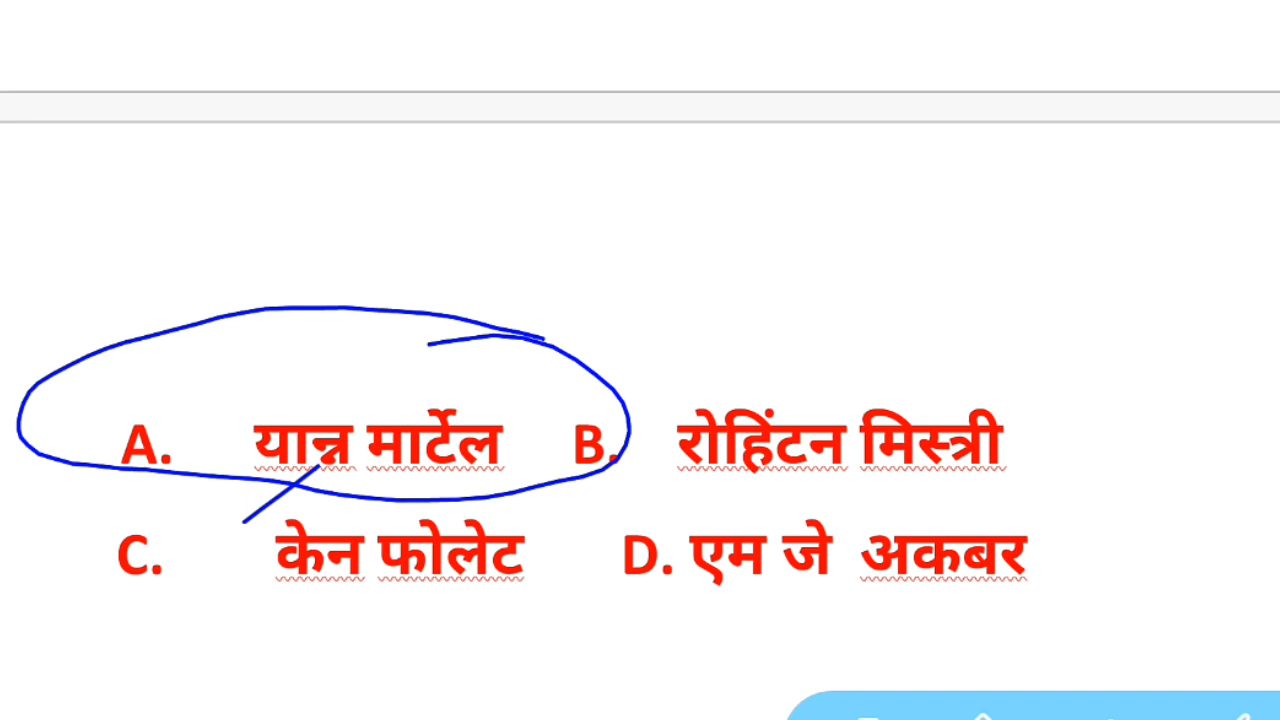 A. यान्न मार्टेल B. रोहिंटन मिस्त्री
C. केन फोलेट D. एम जे अकबर